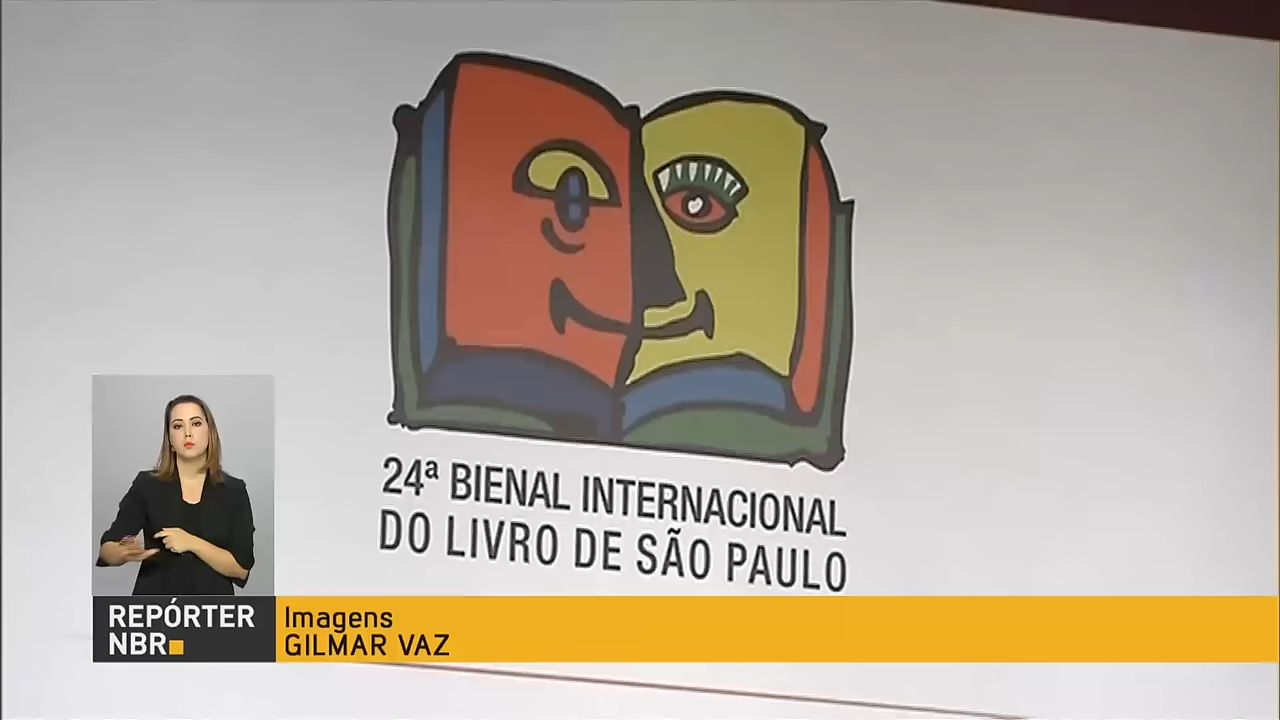 24ª BIENAL INTERNACIONAL
DO LIVRO DE SÃO PAULO
REPÓRTER
NBR
Imagens
GILMAR VAZ